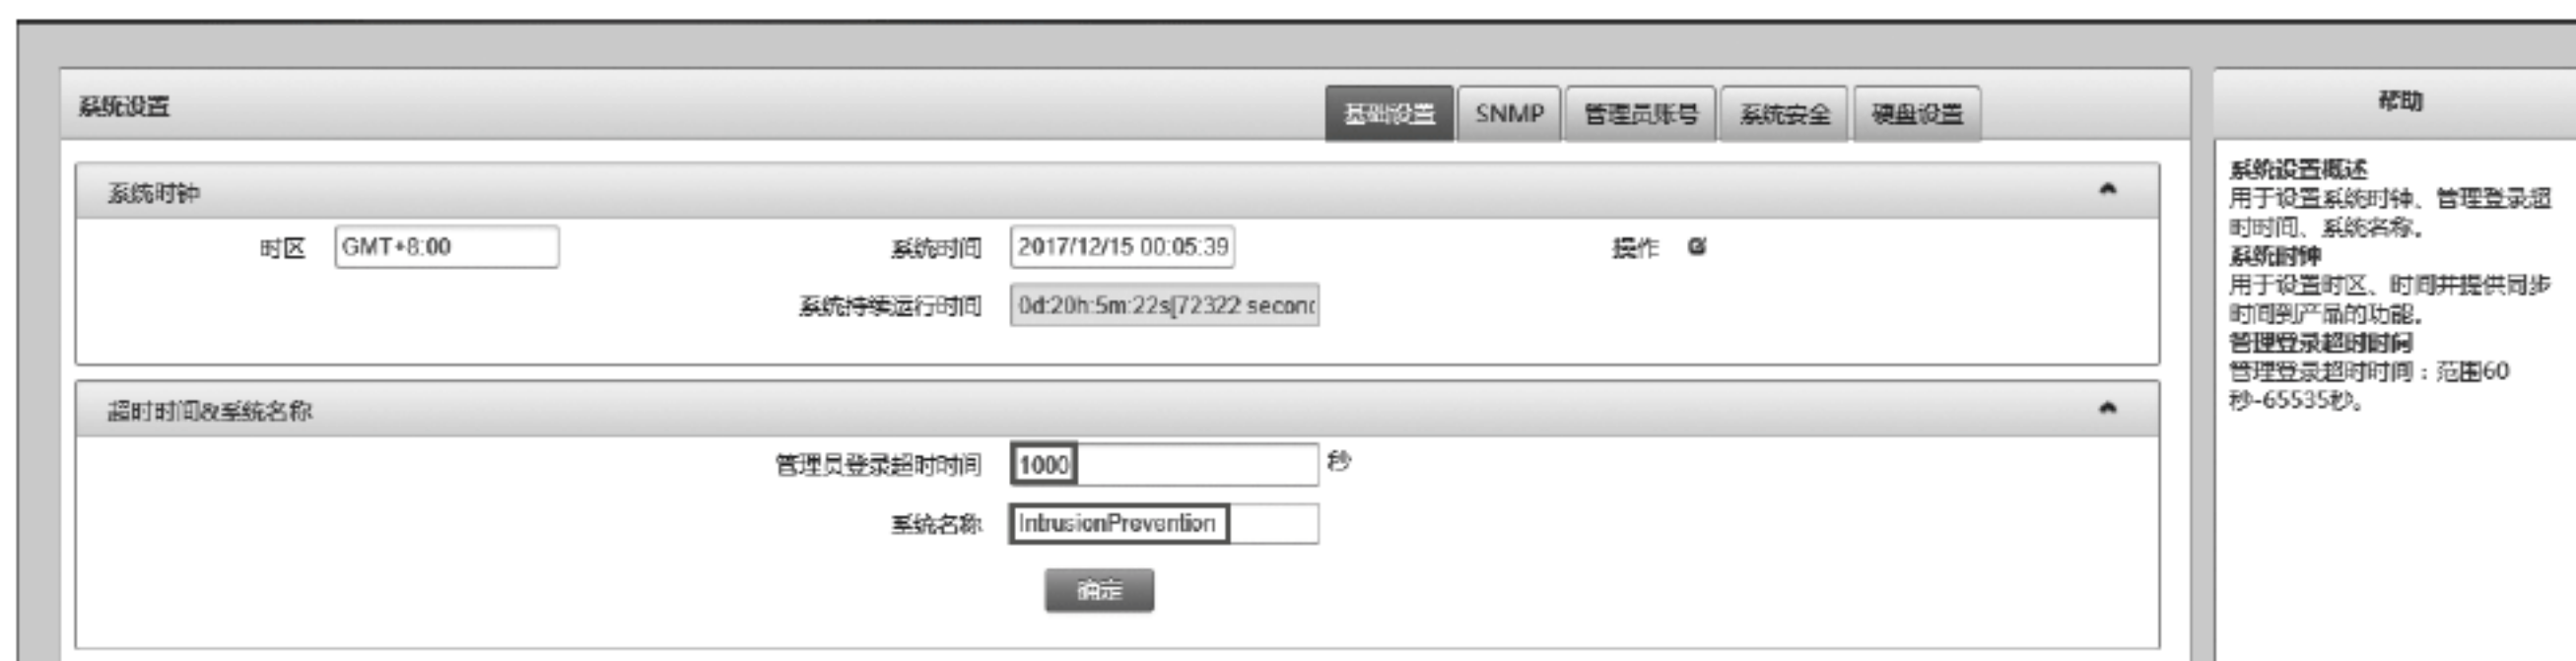 系统设置
基础设置 SNMP 管理员账号 系统安全 硬盘设置
系统时钟
时区 GMT+8:00 系统时间 2017/12/15 00:05:39 操作
系统持续运行时间 0d:20h:5m:22s[72322 second
超时时间&系统名称
管理员登录超时时间 1000 秒
系统名称 IntrusionPrevention
确定
帮助
系统设置概述
用于设置系统时钟、管理登录超
时时间、系统名称。
系统时钟
用于设置时区、时间并提供同步
时间到产品的功能。
管理登录超时时间
管理登录超时时间：范围60
秒-65535秒。